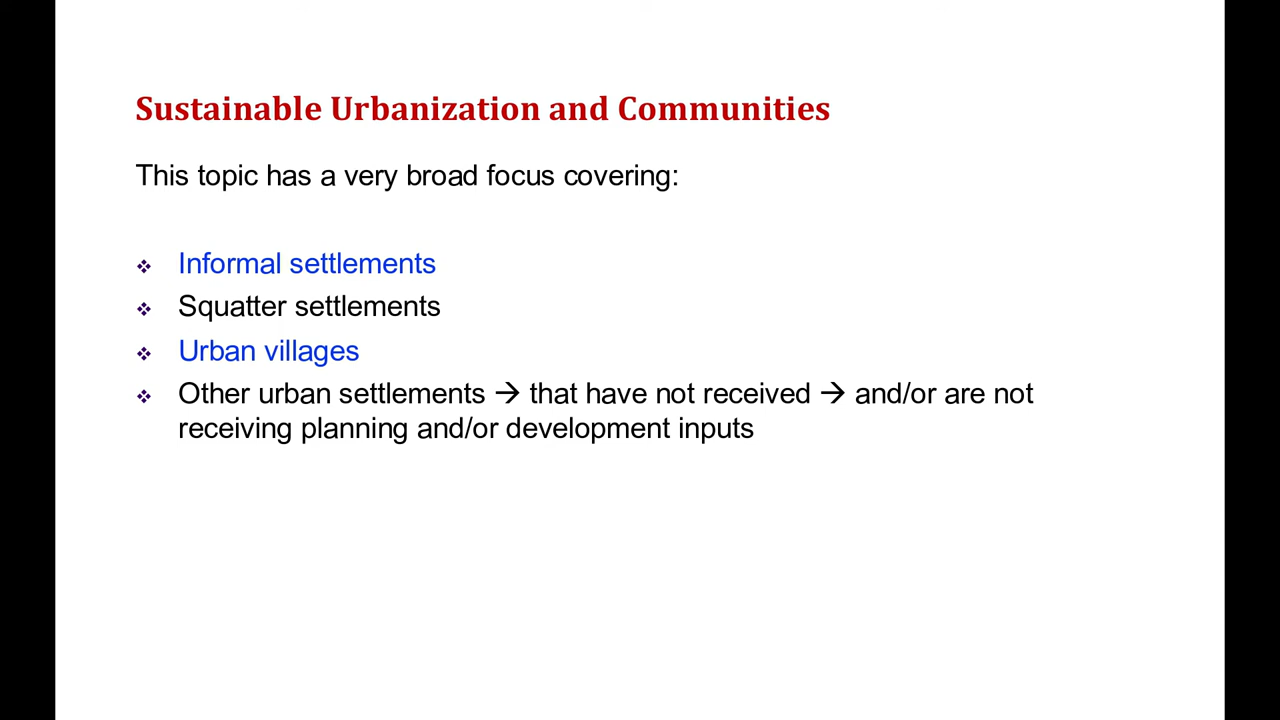 Sustainable Urbanization and Communities
This topic has a very broad focus covering:
❖ Informal settlements
❖ Squatter settlements
❖ Urban villages
❖ Other urban settlements → that have not received → and/or are not
receiving planning and/or development inputs